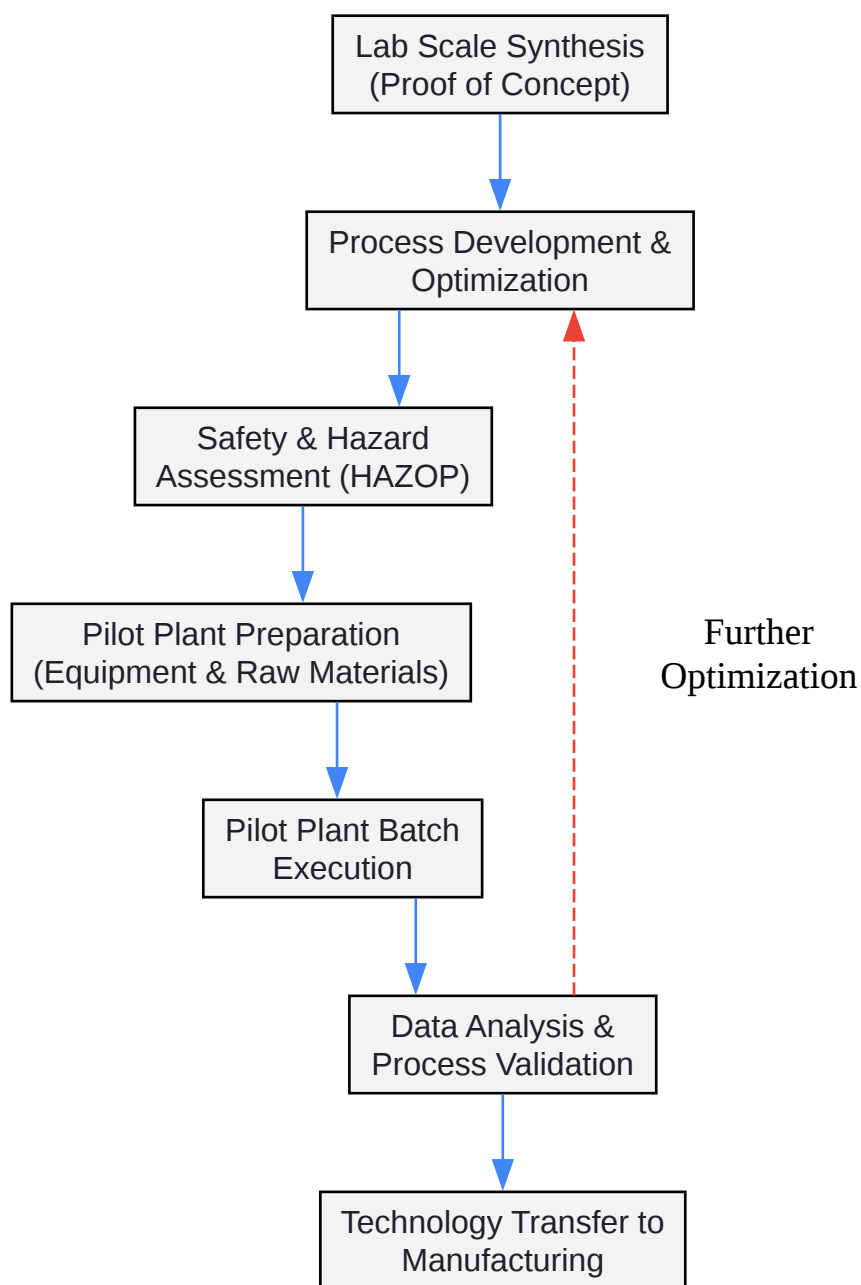 Lab Scale Synthesis
(Proof of Concept)
Process Development &
Optimization
Safety & Hazard
Assessment (HAZOP)
Pilot Plant Preparation
(Equipment & Raw Materials)
Further
Optimization
Pilot Plant Batch
Execution
Data Analysis &
Process Validation
Technology Transfer to
Manufacturing